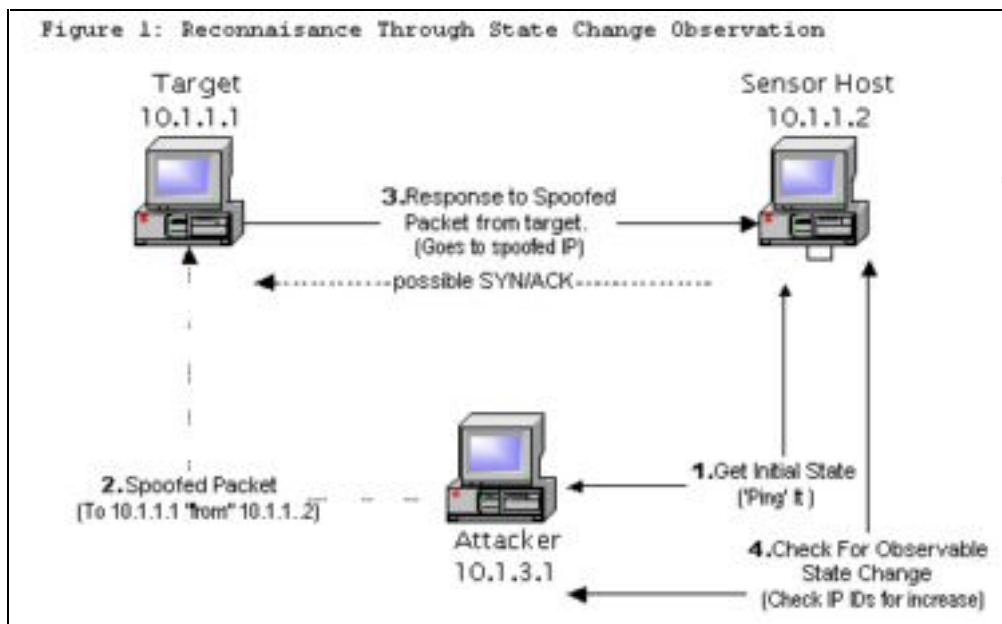 Figure 1: Reconnaisance Through State Change Observation
Target
10.1.1.1
Sensor Host
10.1.1.2
3.Response to Spoofed
Packet from target.
(Goes to spoofed IP)
possible SYN/ACK
2.Spoofed Packet
(To 10.1.1.1 "from" 10.1.1..2)
1.Get Initial State
('Ping' It )
Attacker
10.1.3.1
4.Check For Observable
State Change
(Check IP IDs for increase)